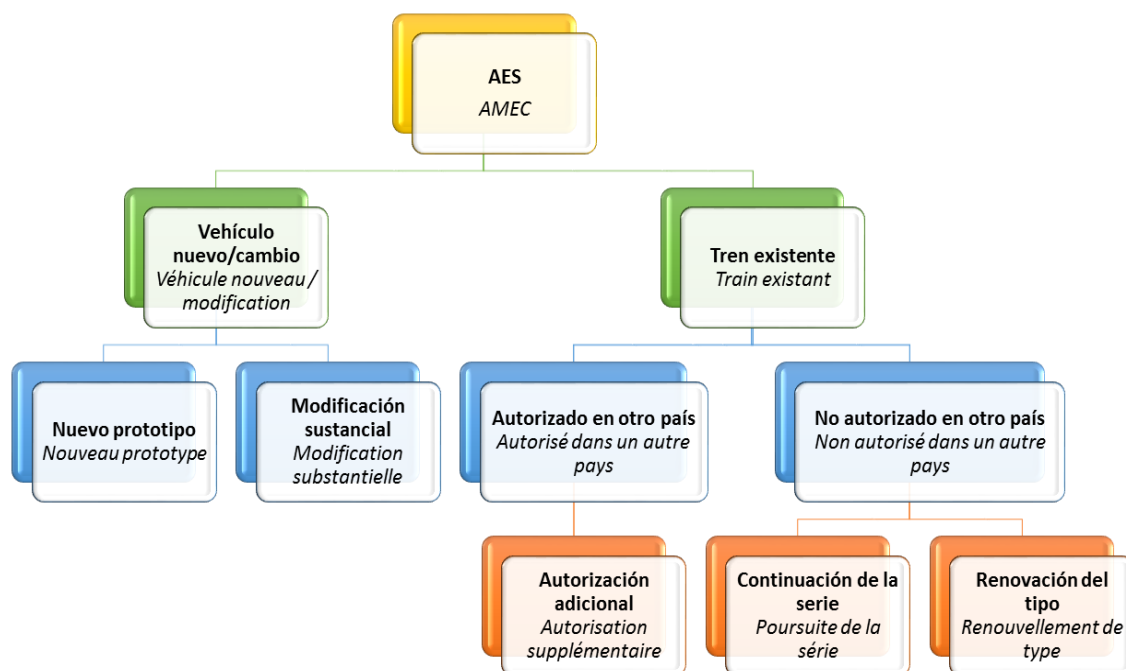 AES
AMEC
Vehículo
nuevo/cambio
Véhicule nouveau /
modification
Tren existente
Train existant
Nuevo prototipo
Nouveau prototype
Modificación
sustancial
Modification
substantielle
Autorizado en otro país
Autorisé dans un autre
pays
No autorizado en otro país
Non autorisé dans un autre
pays
Autorización
adicional
Autorisation
supplémentaire
Continuación de la
serie
Poursuite de la
série
Renovación del
tipo
Renouvellement de
type